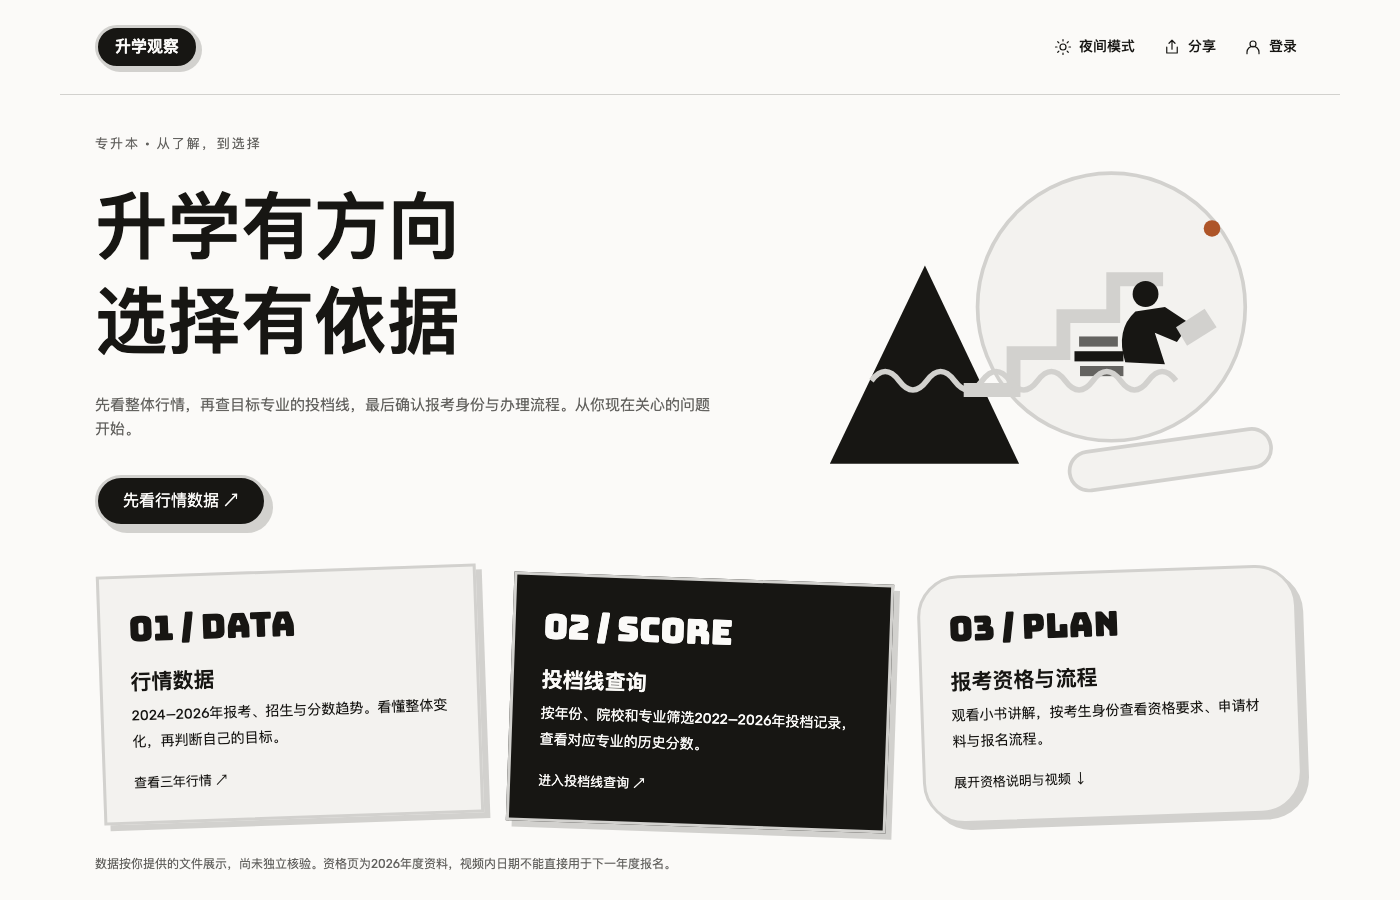 升学观察
夜间模式
分享
登录
专升本 • 从了解，到选择
升学有方向
选择有依据
先看整体行情，再查目标专业的投档线，最后确认报考身份与办理流程。从你现在关心的问题
开始。
先看行情数据 ↗
01 / DATA
行情数据
2024—2026年报考、招生与分数趋势。看懂整体变
化，再判断自己的目标。
查看三年行情 ↗
02 / SCORE
投档线查询
按年份、院校和专业筛选2022—2026年投档记录，
查看对应专业的历史分数。
进入投档线查询 ↗
03 / PLAN
报考资格与流程
观看小书讲解，按考生身份查看资格要求、申请材
料与报名流程。
展开资格说明与视频 ↓
数据按你提供的文件展示，尚未独立核验。资格页为2026年度资料，视频内日期不能直接用于下一年度报名。